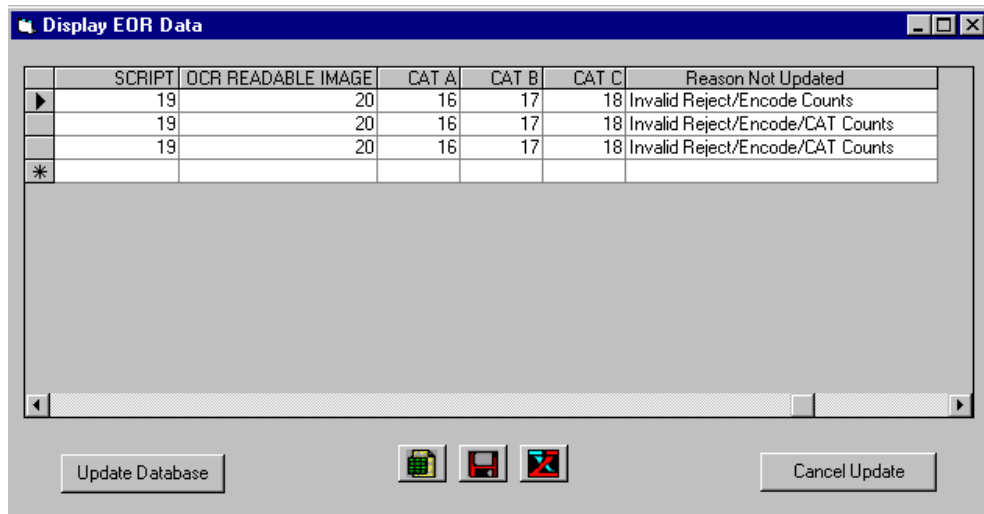 Display EOR Data
SCRIPT OCR READABLE IMAGE CAT A CAT B CAT C Reason Not Updated
19 20 16 17 18 Invalid Reject/Encode Counts
19 20 16 17 18 Invalid Reject/Encode/CAT Counts
19 20 16 17 18 Invalid Reject/Encode/CAT Counts
Update Database Cancel Update